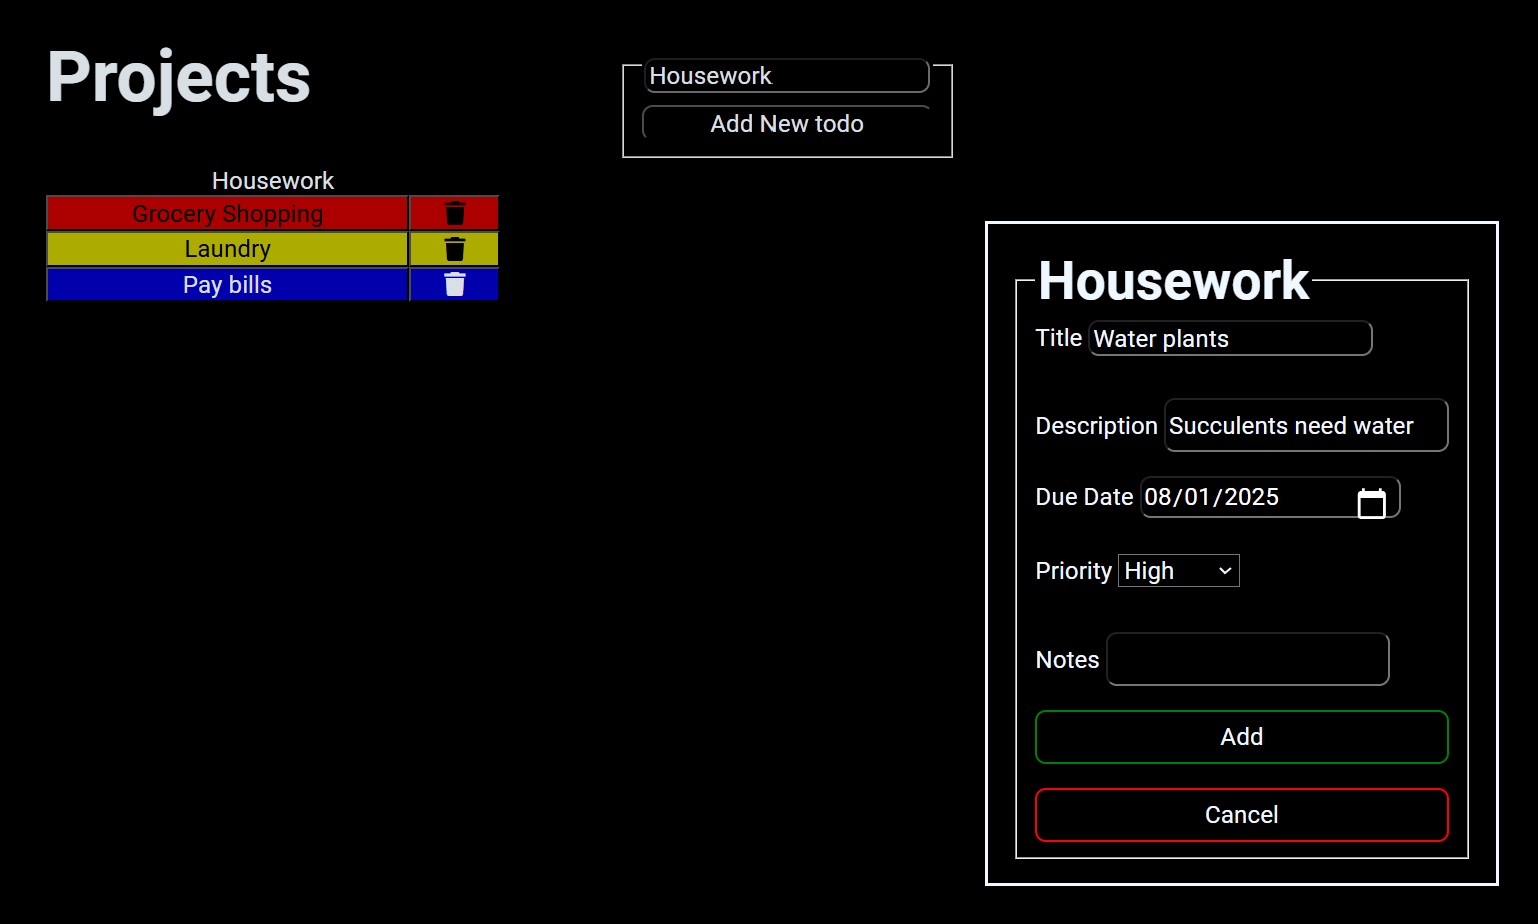 Projects
Housework
Grocery Shopping
Laundry
Pay bills
Housework
Add New todo
Housework
Title Water plants
Description Succulents need water
Due Date 08/01/2025
Priority High
Notes
Add
Cancel